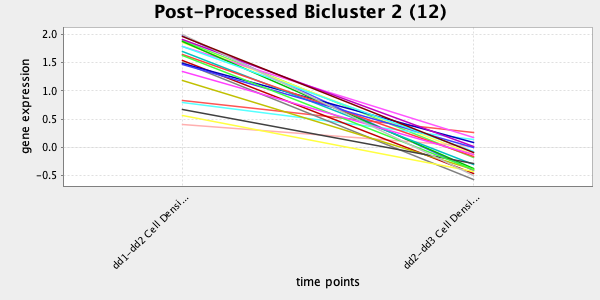 Post-Processed Bicluster 2 (12)
gene expression
2.0
1.5
1.0
0.5
0.0
-0.5
dd1-dd2 Cell Densi...
dd2-dd3 Cell Densi...
time points